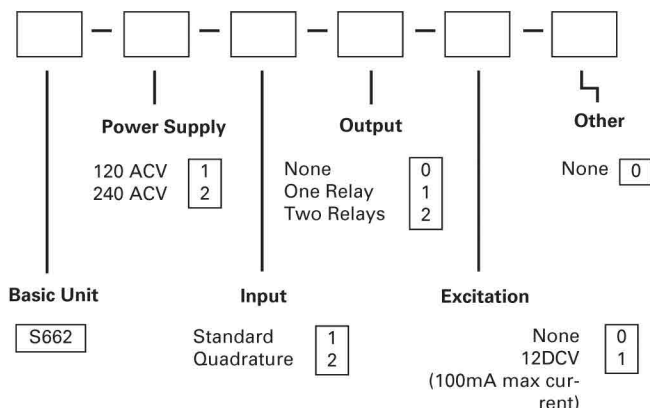 Power Supply
120 ACV 1
240 ACV 2
Output
None 0
One Relay 1
Two Relays 2
Other
None 0
Basic Unit
S662
Input
Standard 1
Quadrature 2
Excitation
None 0
12DCV 1
(100mA max cur-
rent)